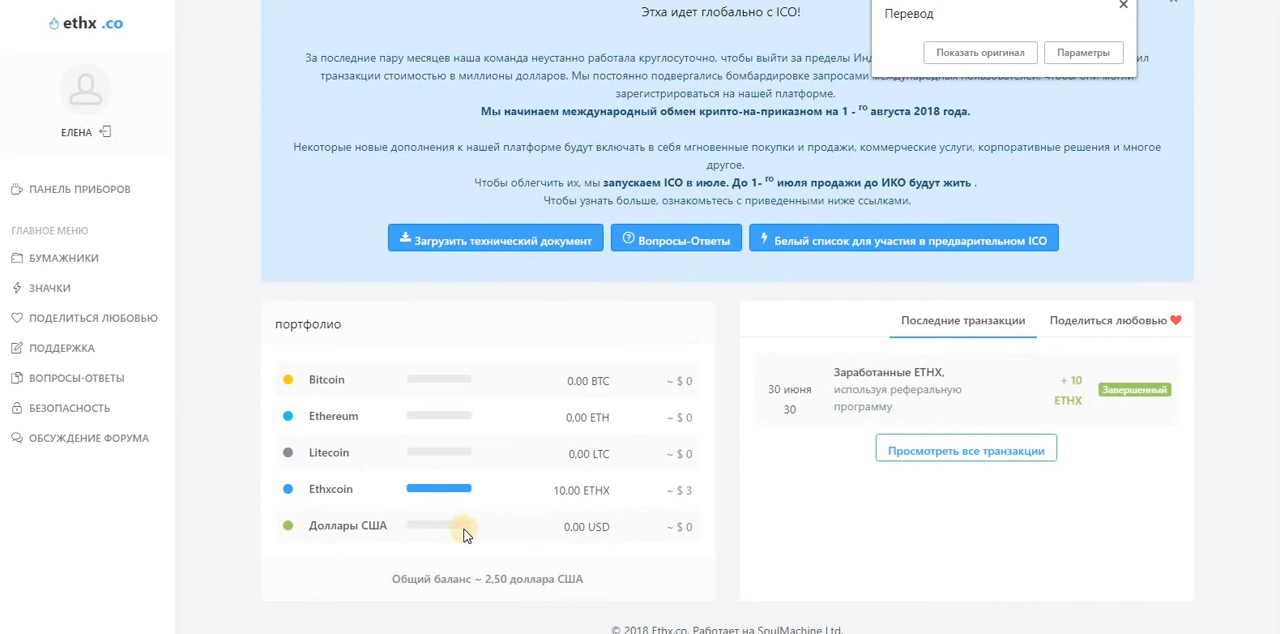 ethx .co
ЕЛЕНА
ПАНЕЛЬ ПРИБОРОВ
ГЛАВНОЕ МЕНЮ
БУМАЖНИКИ
ЗНАЧКИ
ПОДЕЛИТЬСЯ ЛЮБОВЬЮ
ПОДДЕРЖКА
ВОПРОСЫ-ОТВЕТЫ
БЕЗОПАСНОСТЬ
ОБСУЖДЕНИЕ ФОРУМА
Этха идет глобально с ICO!
Перевод
Показать оригинал
Параметры
За последние пару месяцев наша команда неустанно работала круглосуточно, чтобы выйти за пределы
транзакции стоимостью в миллионы долларов. Мы постоянно подвергались бомбардировке запросами
зарегистрироваться на нашей платформе.
Мы начинаем международный обмен крипто-на-приказном на 1 - го августа 2018 года.
Некоторые новые дополнения к нашей платформе будут включать в себя мгновенные покупки и продажи, коммерческие услуги, корпоративные решения и многое
другое.
Чтобы облегчить их, мы запускаем ICO в июле. До 1- го июля продажи до ИКО будут жить .
Чтобы узнать больше, ознакомьтесь с приведенными ниже ссылками.
Загрузить технический документ
Вопросы-Ответы
Белый список для участия в предварительном ICO
портфолио
Bitcoin 0.00 BTC ~ $ 0
Ethereum 0,00 ETH ~ $ 0
Litecoin 0,00 LTC ~ $ 0
Ethxcoin 10.00 ETHX ~ $ 3
Доллары США 0.00 USD ~ $ 0
Общий баланс ~ 2,50 доллара США
Последние транзакции
Поделиться любовью
30 июня
30
Заработанные ETHX,
используя реферальную
программу
+ 10
ETHX
Завершенный
Просмотреть все транзакции
© 2018 Ethx.co. Работает на SoulMachine Ltd.